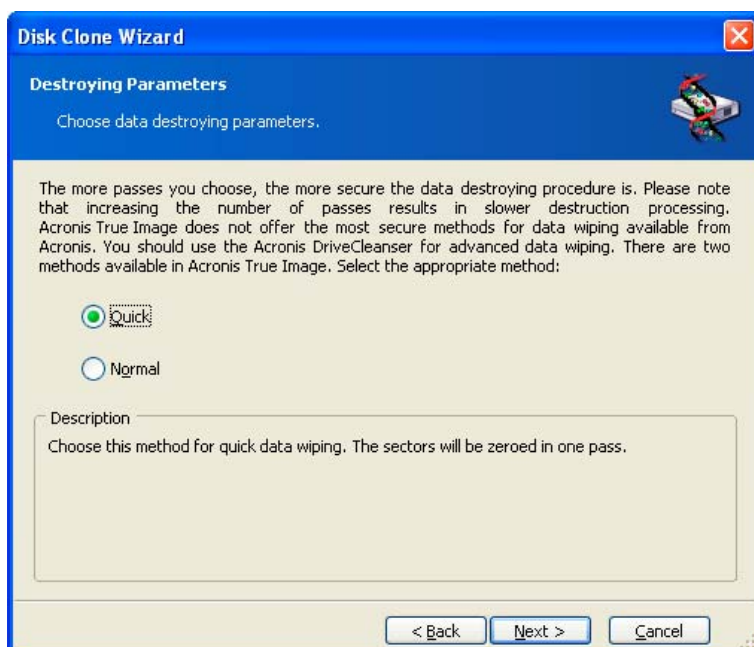 Disk Clone Wizard
Destroying Parameters
Choose data destroying parameters.
The more passes you choose, the more secure the data destroying procedure is. Please note
that increasing the number of passes results in slower destruction processing.
Acronis True Image does not offer the most secure methods for data wiping available from
Acronis. You should use the Acronis DriveCleanser for advanced data wiping. There are two
methods available in Acronis True Image. Select the appropriate method:
Quick
Normal
Description
Choose this method for quick data wiping. The sectors will be zeroed in one pass.
< Back Next > Cancel